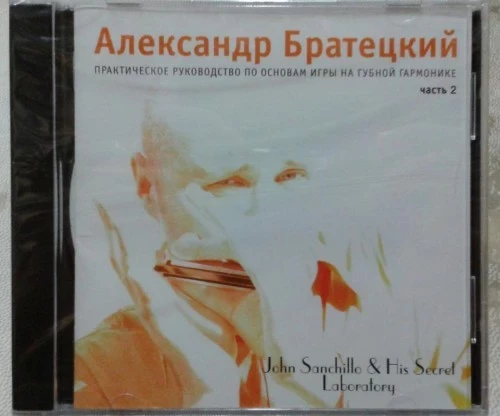 Александр Братецкий
ПРАКТИЧЕСКОЕ РУКОВОДСТВО ПО ОСНОВАМ ИГРЫ НА ГУБНОЙ ГАРМОНИКЕ
часть 2
John Sanchillo & His Secret
Laboratory